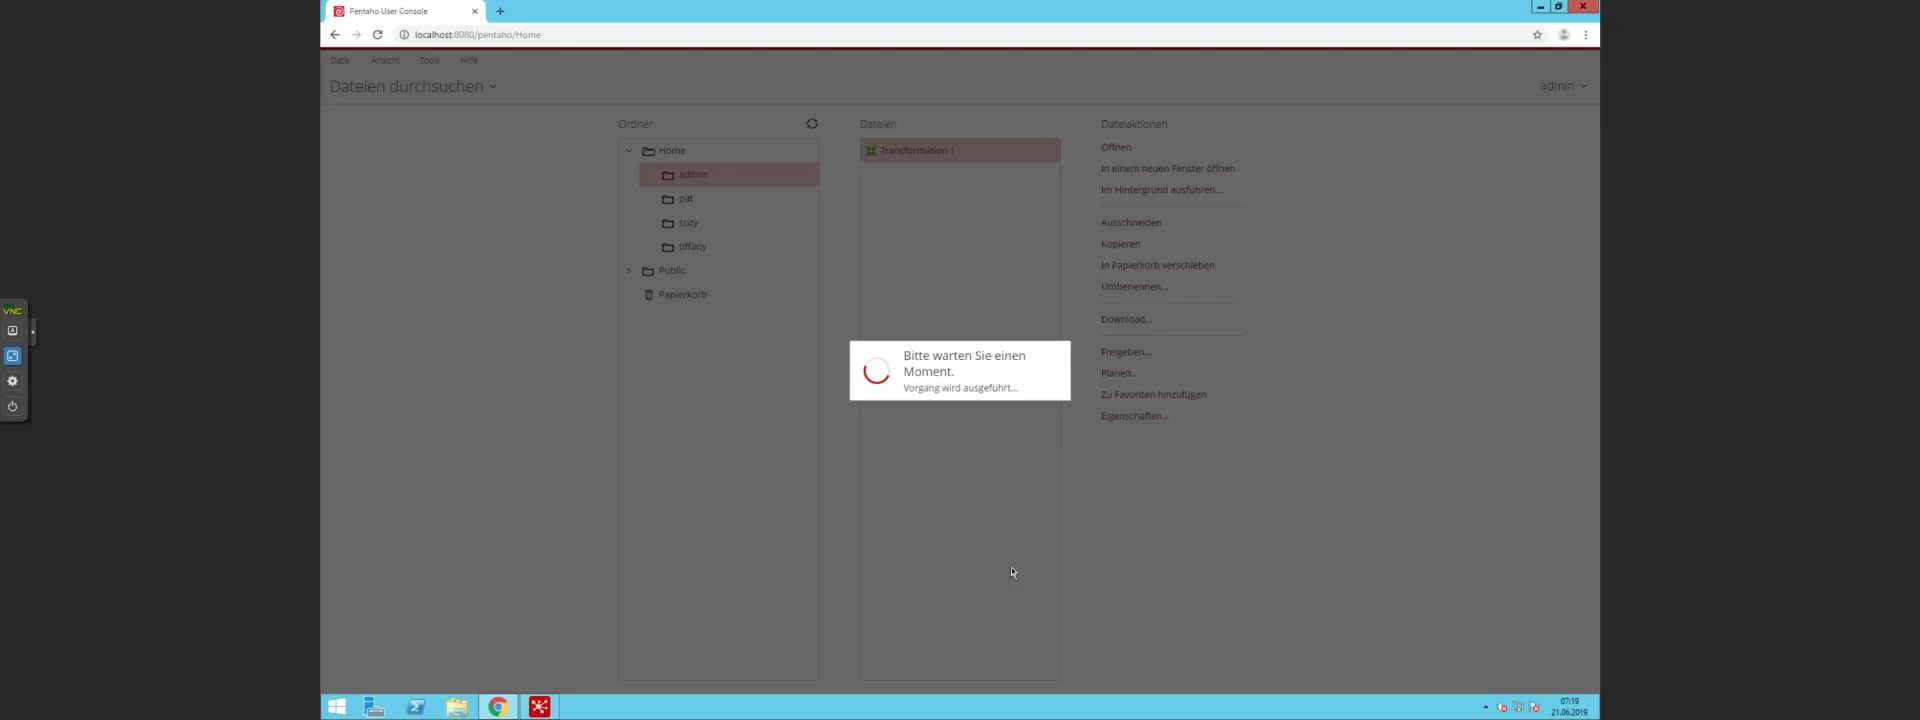 Pentaho User Console
localhost:8080/pentaho/Home
Datei Ansicht Tools Hilfe
Dateien durchsuchen
admin
Ordner
Home
admin
pat
suzy
tiffany
Public
Papierkorb
Dateien
Transformation 1
Dateiaktionen
Öffnen
In einem neuen Fenster öffnen
Im Hintergrund ausführen...
Ausschneiden
Kopieren
In Papierkorb verschieben
Umbenennen...
Download...
Freigeben...
Planen...
Zu Favoriten hinzufügen
Eigenschaften...
Bitte warten Sie einen
Moment.
Vorgang wird ausgeführt...
VNC
07:19
21.06.2019